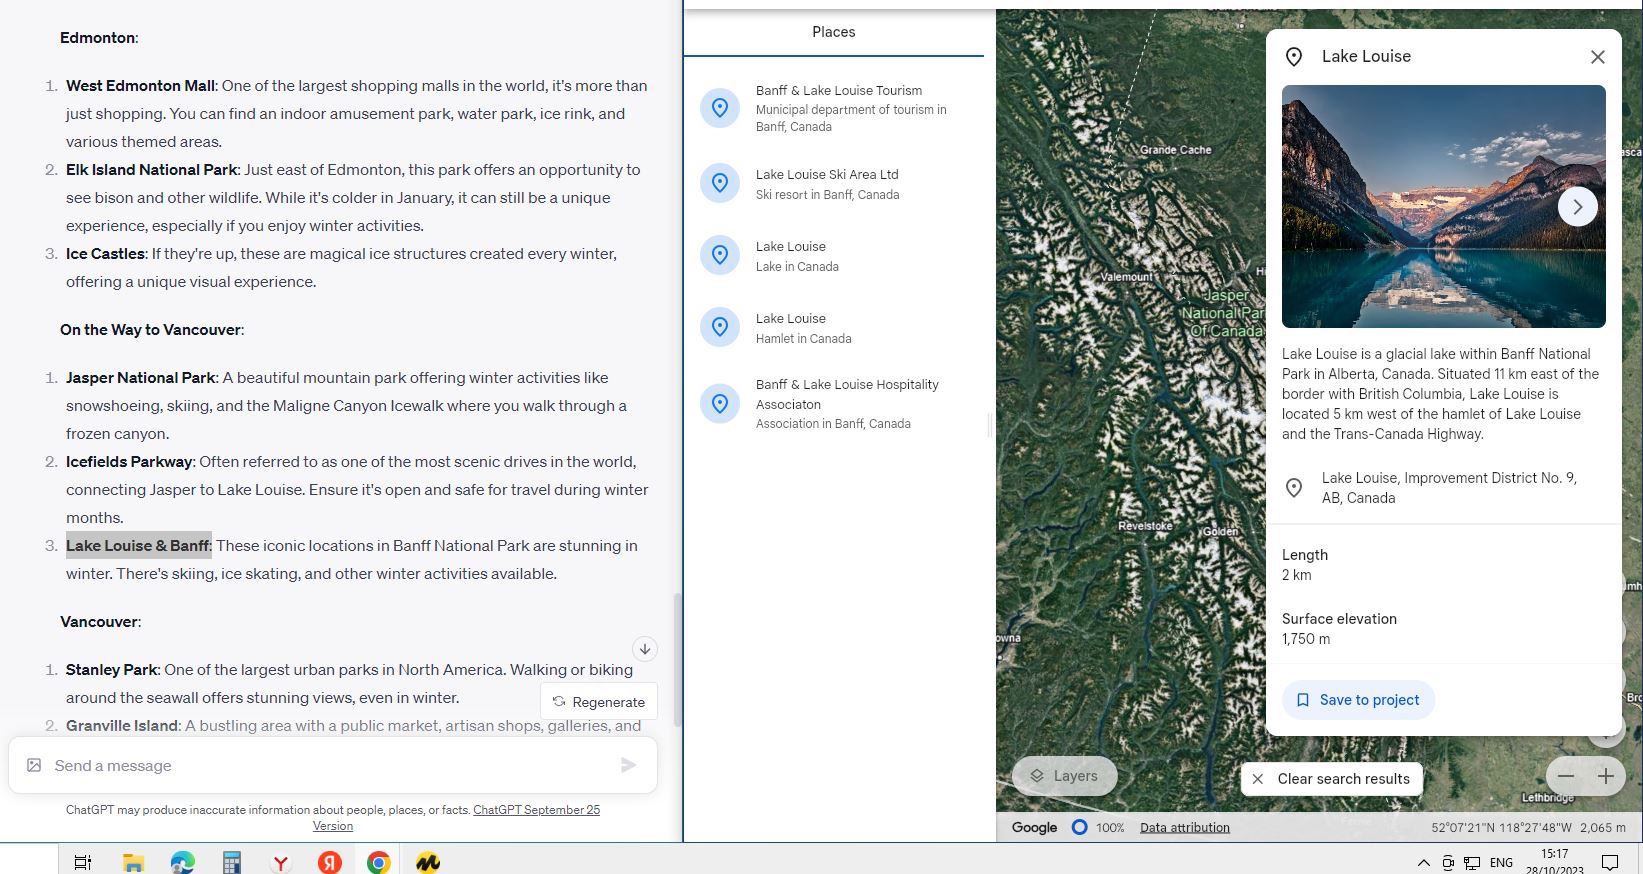 Edmonton:
1. West Edmonton Mall: One of the largest shopping malls in the world, it's more than
just shopping. You can find an indoor amusement park, water park, ice rink, and
various themed areas.
2. Elk Island National Park: Just east of Edmonton, this park offers an opportunity to
see bison and other wildlife. While it's colder in January, it can still be a unique
experience, especially if you enjoy winter activities.
3. Ice Castles: If they're up, these are magical ice structures created every winter,
offering a unique visual experience.
On the Way to Vancouver:
1. Jasper National Park: A beautiful mountain park offering winter activities like
snowshoeing, skiing, and the Maligne Canyon Icewalk where you walk through a
frozen canyon.
2. Icefields Parkway: Often referred to as one of the most scenic drives in the world,
connecting Jasper to Lake Louise. Ensure it's open and safe for travel during winter
months.
3. Lake Louise & Banff: These iconic locations in Banff National Park are stunning in
winter. There's skiing, ice skating, and other winter activities available.
Vancouver:
1. Stanley Park: One of the largest urban parks in North America. Walking or biking
around the seawall offers stunning views, even in winter.
Regenerate
2. Granville Island: A bustling area with a public market, artisan shops, galleries, and
Send a message
ChatGPT may produce inaccurate information about people, places, or facts. ChatGPT September 25
Version
Places
Banff & Lake Louise Tourism
Municipal department of tourism in
Banff, Canada
Lake Louise Ski Area Ltd
Ski resort in Banff, Canada
Lake Louise
Lake in Canada
Lake Louise
Hamlet in Canada
Banff & Lake Louise Hospitality
Associaton
Association in Banff, Canada
Grande Cache
Valemount
Jasper
National Par
Of Canada
Revelstoke
Golden
owna
Lethbridge
Lake Louise
Lake Louise is a glacial lake within Banff National
Park in Alberta, Canada. Situated 11 km east of the
border with British Columbia, Lake Louise is
located 5 km west of the hamlet of Lake Louise
and the Trans-Canada Highway.
Lake Louise, Improvement District No. 9,
AB, Canada
Length
2 km
Surface elevation
1,750 m
Save to project
Layers
Clear search results
Google 100% Data attribution 52°07'21"N 118°27'48"W 2,065 m
ENG
15:17
28/10/2023